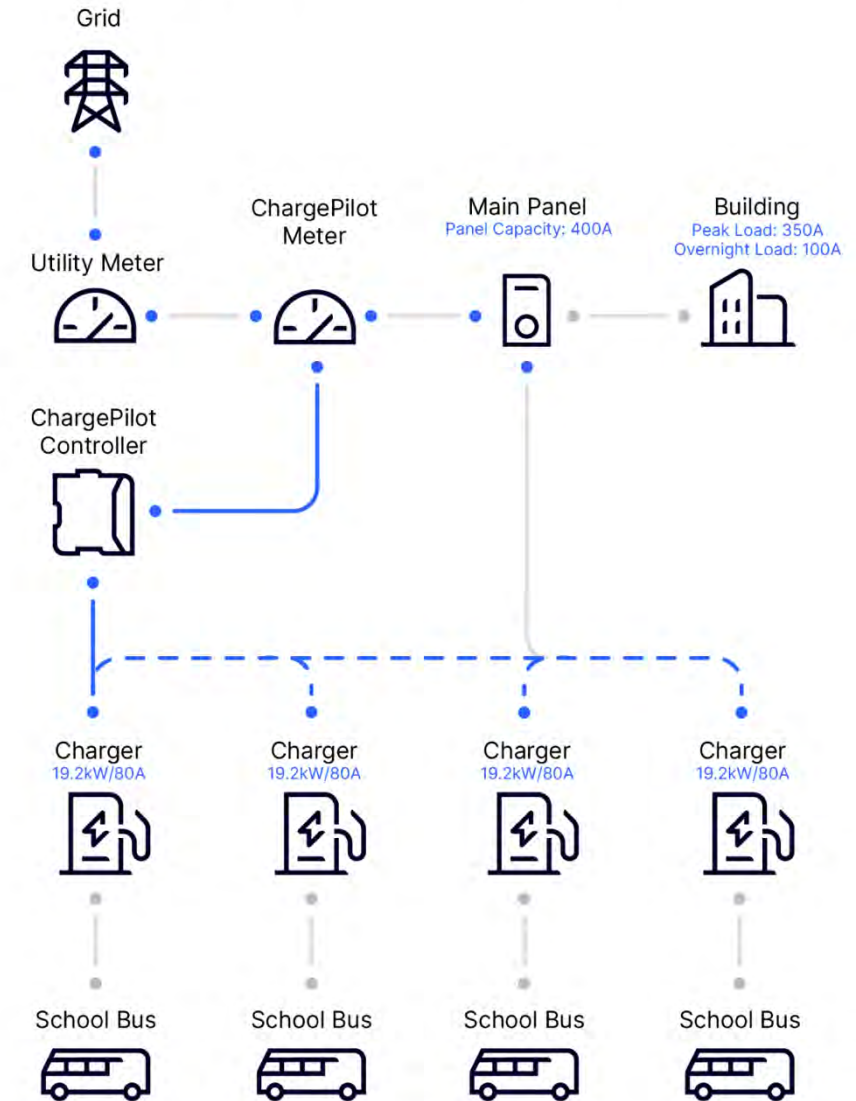 Grid
ChargePilot
Meter
Main Panel
Panel Capacity: 400A
Building
Peak Load: 350A
Overnight Load: 100A
Utility Meter
ChargePilot
Controller
Charger
19.2kW/80A
Charger
19.2kW/80A
Charger
19.2kW/80A
Charger
19.2kW/80A
School Bus
School Bus
School Bus
School Bus